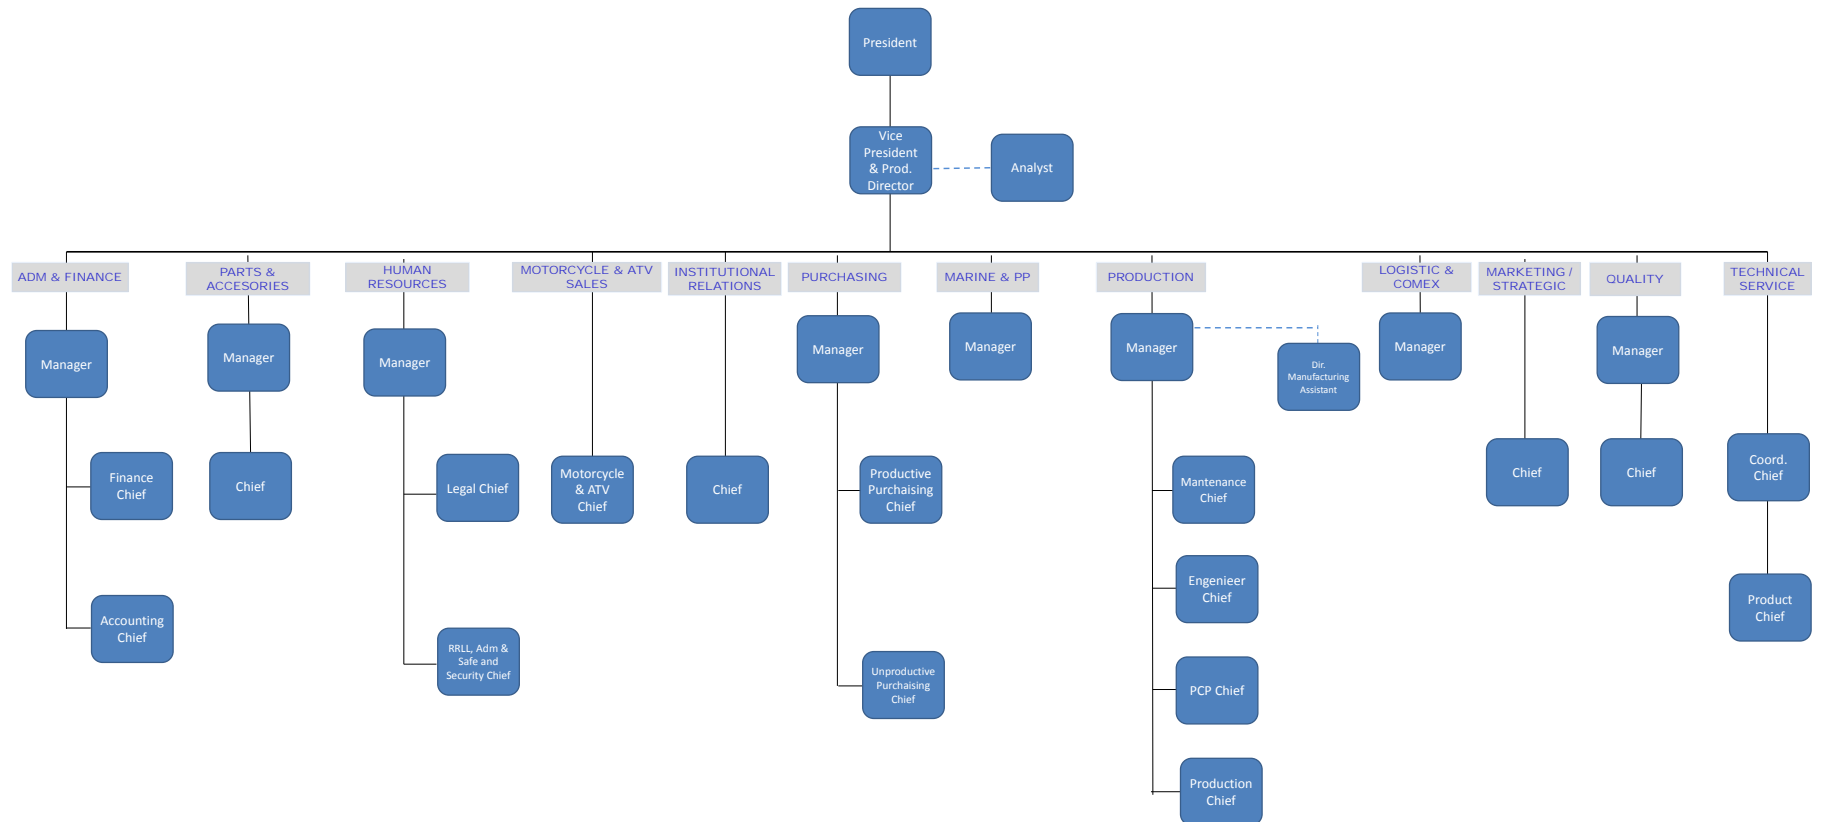 President
Vice
President
& Prod.
Director
Analyst
ADM & FINANCE
PARTS &
ACCESORIES
HUMAN
RESOURCES
MOTORCYCLE & ATV
SALES
INSTITUTIONAL
RELATIONS
PURCHASING
MARINE & PP
PRODUCTION
LOGISTIC &
COMEX
MARKETING /
STRATEGIC
QUALITY
TECHNICAL
SERVICE
Manager
Manager
Manager
Manager
Manager
Manager
Dir.
Manufacturing
Assistant
Manager
Manager
Finance
Chief
Chief
Legal Chief
Motorcycle
& ATV
Chief
Chief
Productive
Purchaising
Chief
Mantenance
Chief
Chief
Chief
Coord.
Chief
Engenieer
Chief
Accounting
Chief
RRLL, Adm &
Safe and
Security Chief
Unproductive
Purchaising
Chief
PCP Chief
Product
Chief
Production
Chief